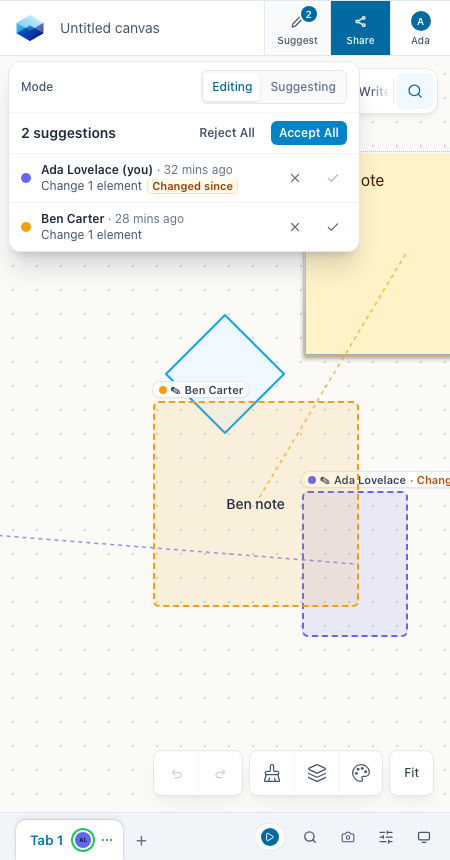 Untitled canvas
2
Suggest
Share
A
Ada
Mode
Editing
Suggesting
Write
2 suggestions
Reject All
Accept All
Ada Lovelace (you) · 32 mins ago
Change 1 element Changed since
Ben Carter · 28 mins ago
Change 1 element
ote
Ben Carter
Ada Lovelace · Chang
Ben note
Fit
Tab 1
AL